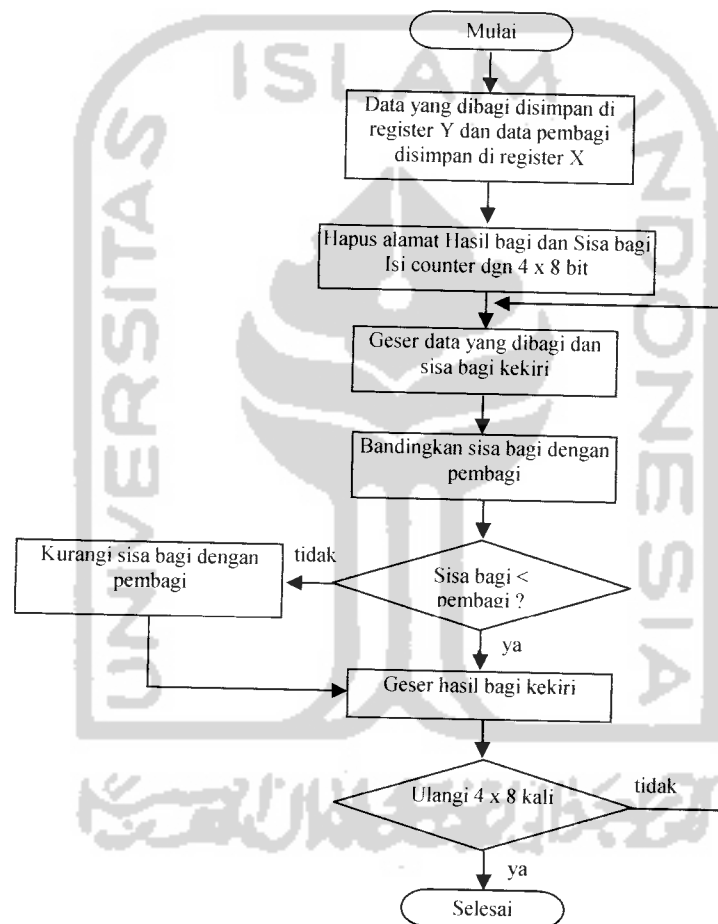 Mulai
UNIVERSITAS
ISLAM
INDONESIA
Data yang dibagi disimpan di
register Y dan data pembagi
disimpan di register X
Hapus alamat Hasil bagi dan Sisa bagi
Isi counter dgn 4 x 8 bit
Geser data yang dibagi dan
sisa bagi kekiri
Bandingkan sisa bagi dengan
pembagi
Kurangi sisa bagi dengan
pembagi
tidak
Sisa bagi <
pembagi ?
ya
Geser hasil bagi kekiri
Ulangi 4 x 8 kali
tidak
ya
Selesai